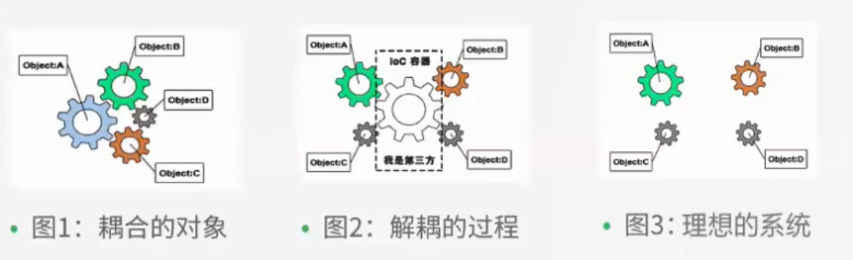 Object:B
Object:A
Object:D
Object:C
Object:A
IoC 容器
Object:B
Object:C
我是第三方
Object:D
Object:A
Object:B
Object:C
Object:D
• 图1：耦合的对象
• 图2：解耦的过程
• 图3：理想的系统